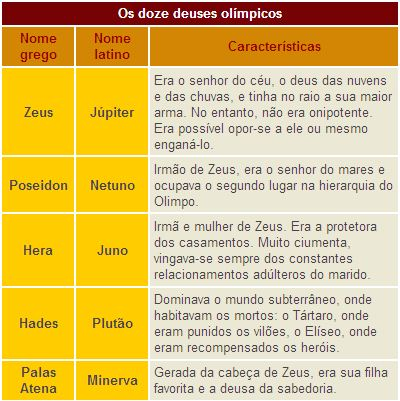 Os doze deuses olímpicos
Nome grego
Nome latino
Características
Zeus
Júpiter
Era o senhor do céu, o deus das nuvens
e das chuvas, e tinha no raio a sua maior
arma. No entanto, não era onipotente.
Era possível opor-se a ele ou mesmo
enganá-lo.
Poseidon
Netuno
Irmão de Zeus, era o senhor do mares e
ocupava o segundo lugar na hierarquia do
Olimpo.
Hera
Juno
Irmã e mulher de Zeus. Era a protetora
dos casamentos. Muito ciumenta,
vingava-se sempre dos constantes
relacionamentos adúlteros do marido.
Hades
Plutão
Dominava o mundo subterrâneo, onde
habitavam os mortos: o Tártaro, onde
eram punidos os vilões, o Elíseo, onde
eram recompensados os heróis.
Palas
Atena
Minerva
Gerada da cabeça de Zeus, era sua filha
favorita e a deusa da sabedoria.